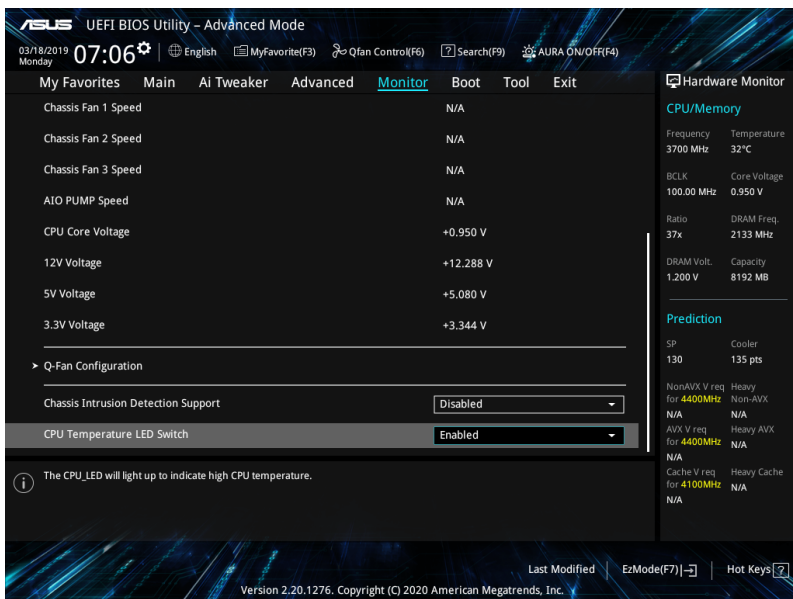 ASUS UEFI BIOS Utility – Advanced Mode
03/18/2019 Monday 07:06 English MyFavorite(F3) Qfan Control(F6) ? Search(F9) AURA ON/OFF(F4)
My Favorites Main Ai Tweaker Advanced Monitor Boot Tool Exit
Chassis Fan 1 Speed N/A
Chassis Fan 2 Speed N/A
Chassis Fan 3 Speed N/A
AIO PUMP Speed N/A
CPU Core Voltage +0.950 V
12V Voltage +12.288 V
5V Voltage +5.080 V
3.3V Voltage +3.344 V
Q-Fan Configuration
Chassis Intrusion Detection Support Disabled
CPU Temperature LED Switch Enabled
i The CPU_LED will light up to indicate high CPU temperature.
Hardware Monitor
CPU/Memory
Frequency Temperature
3700 MHz 32°C
BCLK Core Voltage
100.00 MHz 0.950 V
Ratio DRAM Freq.
37x 2133 MHz
DRAM Volt. Capacity
1.200 V 8192 MB
Prediction
SP Cooler
130 135 pts
NonAVX V req Heavy
for 4400MHz Non-AVX
N/A N/A
AVX V req Heavy AVX
for 4400MHz N/A
N/A
Cache V req Heavy Cache
for 4100MHz N/A
N/A
Last Modified EzMode(F7) Hot Keys ?
Version 2.20.1276. Copyright (C) 2020 American Megatrends, Inc.